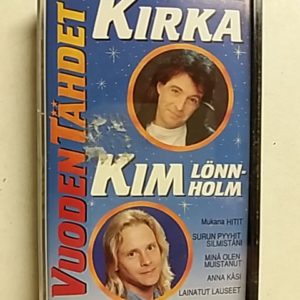 VUODEN TÄHDET
KIRKA
KIM LÖNN-
HOLM
Mukana HITIT
SURUN PYYHIT
SILMISTÄNI
MINÄ OLEN
MUISTANUT
ANNA KÄSI
LAINATUT LAUSEET